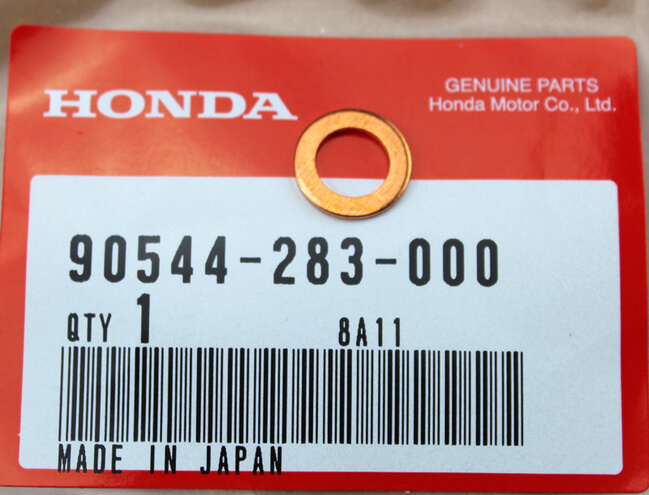 HONDA
GENUINE PARTS
Honda Motor Co., Ltd.
90544-283-000
QTY 1 8A11
MADE IN JAPAN